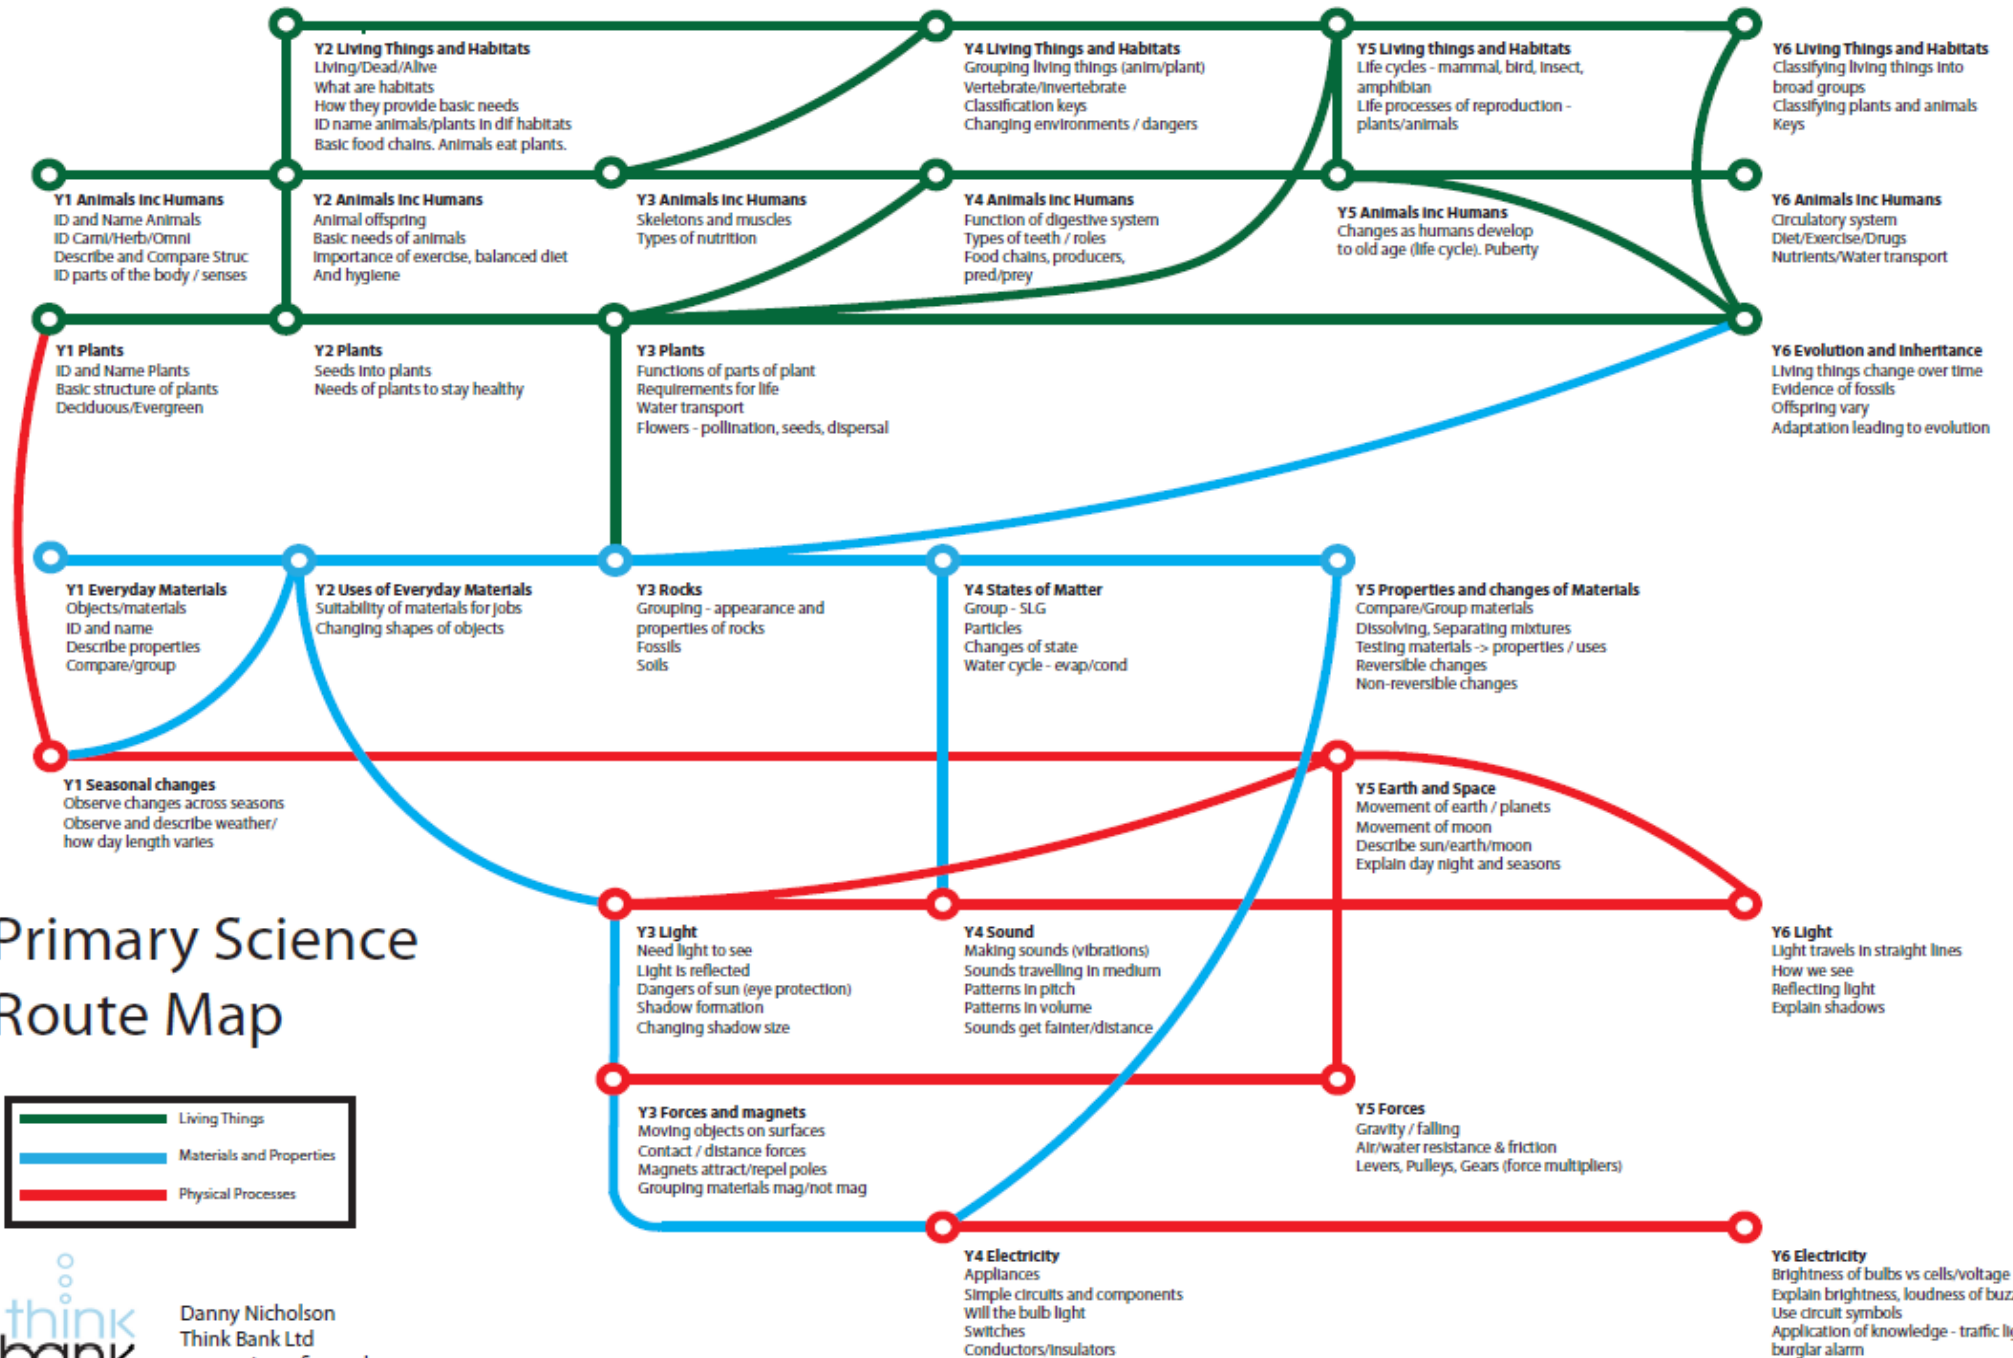 Y2 Living Things and Habitats
Living/Dead/Alive
What are habitats
How they provide basic needs
ID name animals/plants in dif habitats
Basic food chains. Animals eat plants.
Y4 Living Things and Habitats
Grouping living things (anim/plant)
Vertebrate/invertebrate
Classification keys
Changing environments / dangers
Y5 Living things and Habitats
Life cycles - mammal, bird, insect,
amphibian
Life processes of reproduction -
plants/animals
Y6 Living Things and Habitats
Classifying living things into
broad groups
Classifying plants and animals
Keys
Y1 Animals inc Humans
ID and Name Animals
ID Carni/Herb/Omni
Describe and Compare Struc
ID parts of the body / senses
Y2 Animals inc Humans
Animal offspring
Basic needs of animals
Importance of exercise, balanced diet
And hygiene
Y3 Animals inc Humans
Skeletons and muscles
Types of nutrition
Y4 Animals inc Humans
Function of digestive system
Types of teeth / roles
Food chains, producers,
pred/prey
Y5 Animals inc Humans
Changes as humans develop
to old age (life cycle). Puberty
Y6 Animals inc Humans
Circulatory system
Diet/Exercise/Drugs
Nutrients/Water transport
Y1 Plants
ID and Name Plants
Basic structure of plants
Deciduous/Evergreen
Y2 Plants
Seeds into plants
Needs of plants to stay healthy
Y3 Plants
Functions of parts of plant
Requirements for life
Water transport
Flowers - pollination, seeds, dispersal
Y6 Evolution and Inheritance
Living things change over time
Evidence of fossils
Offspring vary
Adaptation leading to evolution
Y1 Everyday Materials
Objects/materials
ID and name
Describe properties
Compare/group
Y2 Uses of Everyday Materials
Suitability of materials for jobs
Changing shapes of objects
Y3 Rocks
Grouping - appearance and
properties of rocks
Fossils
Soils
Y4 States of Matter
Group - SLG
Particles
Changes of state
Water cycle - evap/cond
Y5 Properties and changes of Materials
Compare/Group materials
Dissolving, Separating mixtures
Testing materials -> properties / uses
Reversible changes
Non-reversible changes
Y1 Seasonal changes
Observe changes across seasons
Observe and describe weather/
how day length varies
Y5 Earth and Space
Movement of earth / planets
Movement of moon
Describe sun/earth/moon
Explain day night and seasons
Primary Science
Route Map
Y3 Light
Need light to see
Light is reflected
Dangers of sun (eye protection)
Shadow formation
Changing shadow size
Y4 Sound
Making sounds (vibrations)
Sounds travelling in medium
Patterns in pitch
Patterns in volume
Sounds get fainter/distance
Y6 Light
Light travels in straight lines
How we see
Reflecting light
Explain shadows
Living Things
Materials and Properties
Physical Processes
Y3 Forces and magnets
Moving objects on surfaces
Contact / distance forces
Magnets attract/repel poles
Grouping materials mag/not mag
Y5 Forces
Gravity / falling
Air/water resistance & friction
Levers, Pulleys, Gears (force multipliers)
Y4 Electricity
Appliances
Simple circuits and components
Will the bulb light
Switches
Conductors/Insulators
Y6 Electricity
Brightness of bulbs vs cells/voltage
Explain brightness, loudness of
Use circuit symbols
Application of knowledge - traffic
burglar alarm
think
bank
Danny Nicholson
Think Bank Ltd